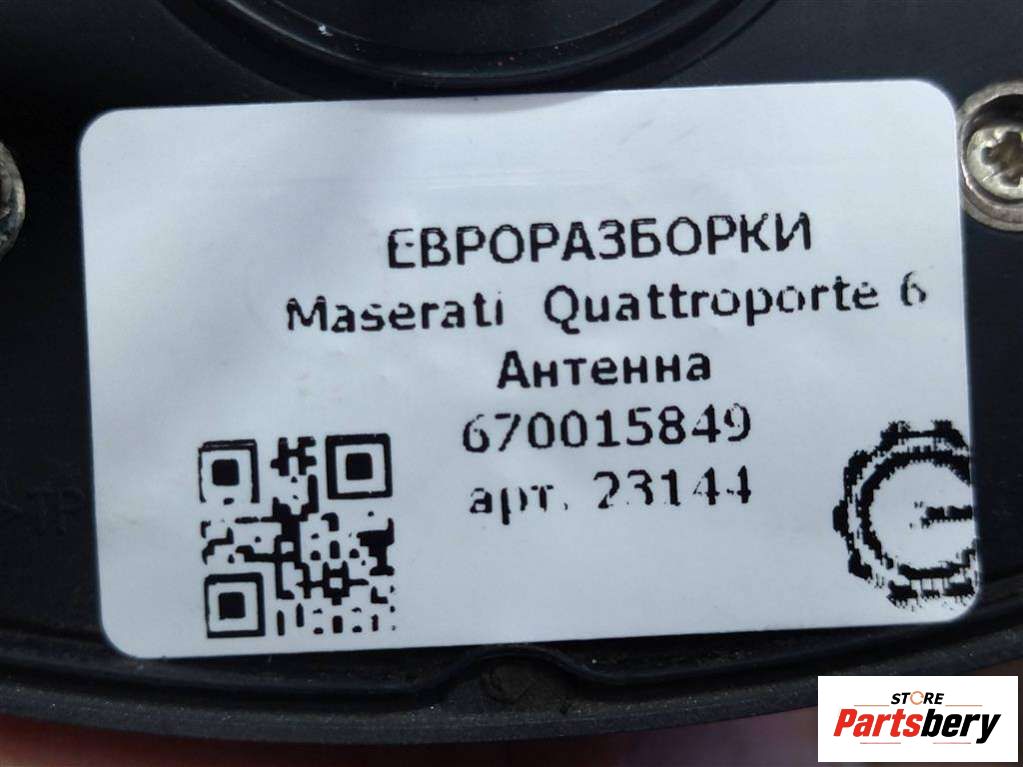 ЕВРОРАЗБОРКИ
Maserati Quattroporte 6
Антенна
670015849
арт. 23144
STORE
Partsbery